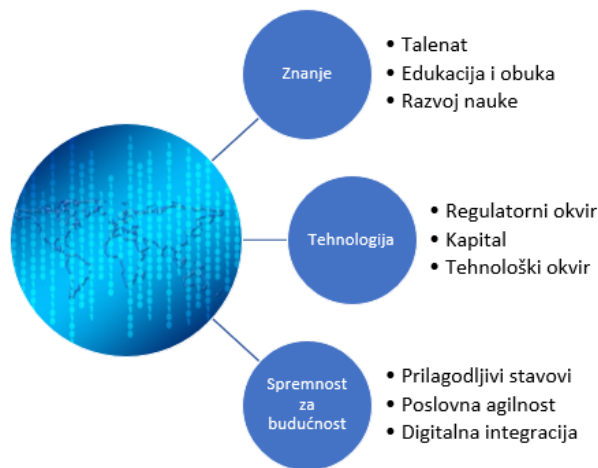 Znanje
• Talenat
• Edukacija i obuka
• Razvoj nauke
Tehnologija
• Regulatorni okvir
• Kapital
• Tehnološki okvir
Spremnost
za
budućnost
• Prilagodljivi stavovi
• Poslovna agilnost
• Digitalna integracija